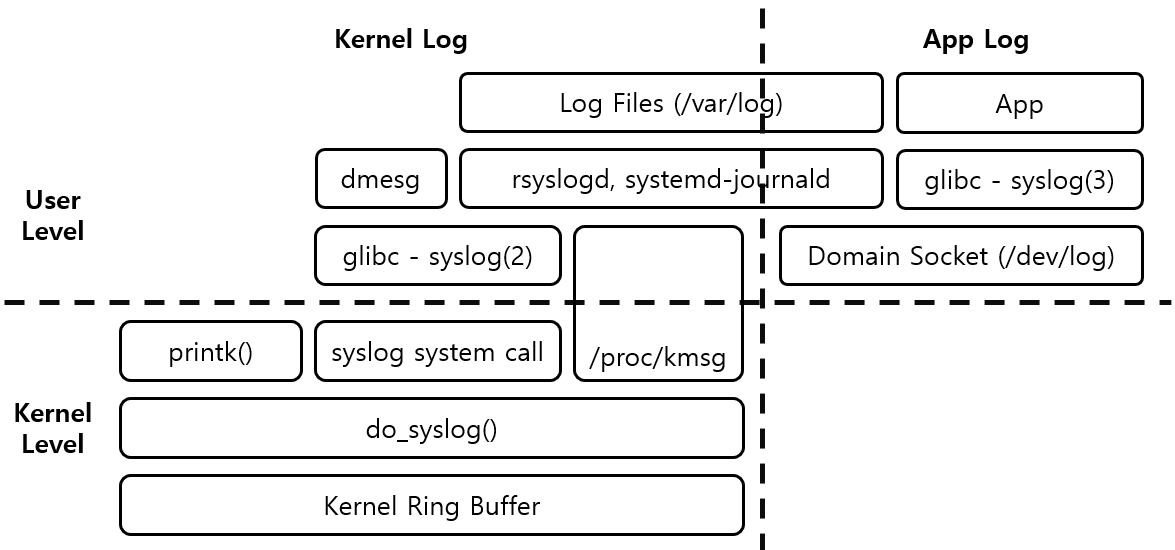 Kernel Log
App Log
Log Files (/var/log)
App
dmesg
rsyslogd, systemd-journald
glibc - syslog(3)
User
Level
glibc - syslog(2)
Domain Socket (/dev/log)
printk()
syslog system call
/proc/kmsg
Kernel
Level
do_syslog()
Kernel Ring Buffer